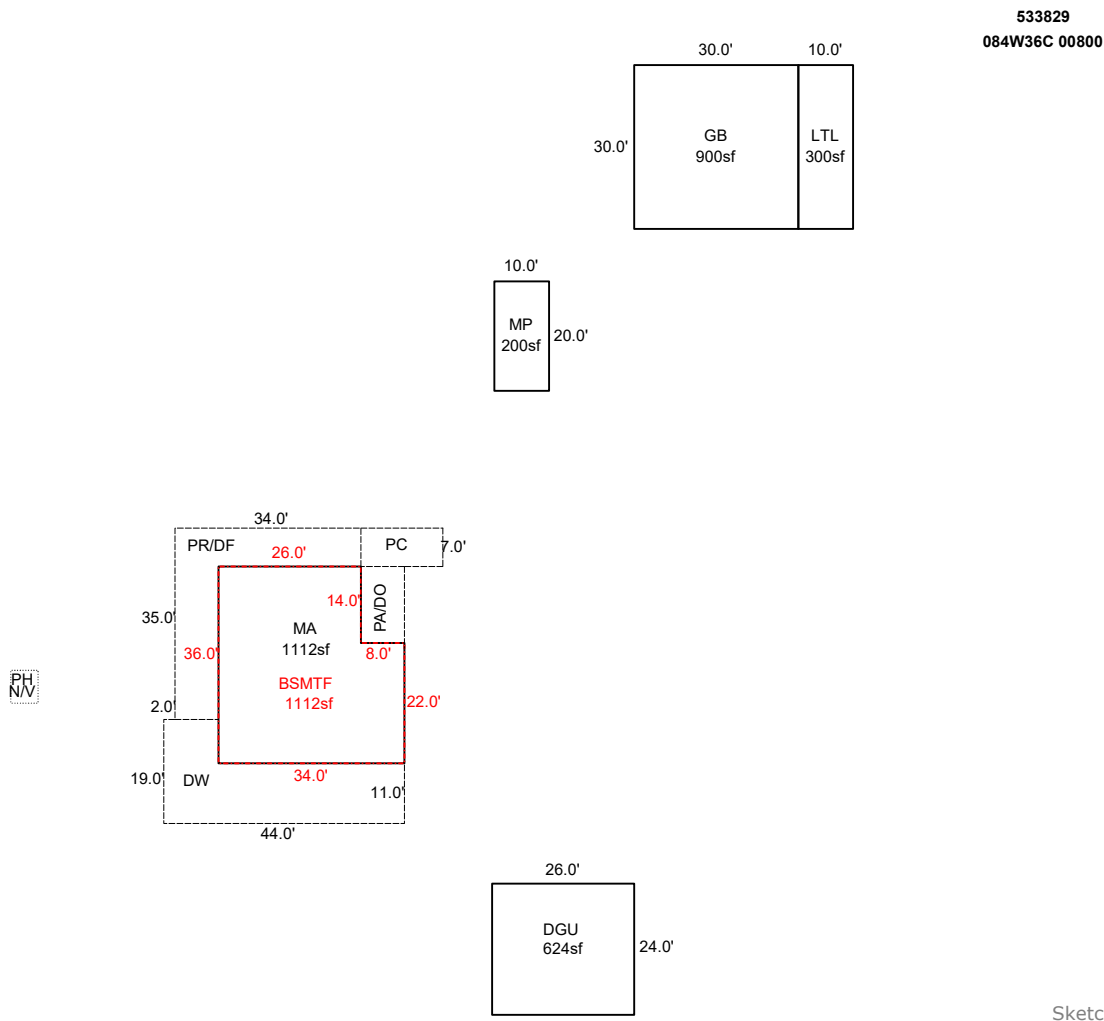 533829
084W36C 00800
30.0'
10.0'
30.0'
GB
900sf
LTL
300sf
10.0'
MP
200sf
20.0'
34.0'
PR/DF
26.0'
PC
7.0'
14.0'
PA/DO
35.0'
MA
1112sf
36.0'
8.0'
PH
N/V
BSMTF
1112sf
22.0'
2.0'
19.0'
DW
34.0'
11.0'
44.0'
26.0'
DGU
624sf
24.0'
Sketc